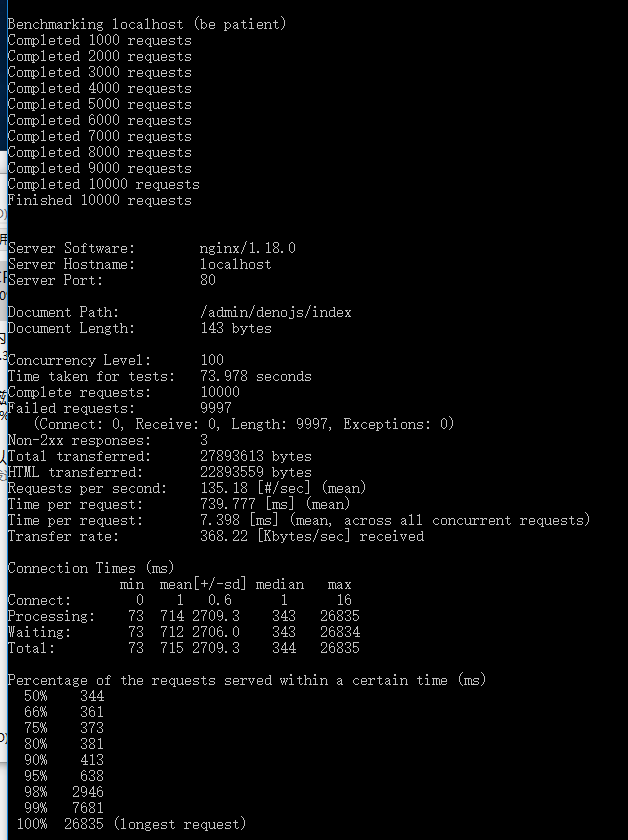 Benchmarking localhost (be patient)
Completed 1000 requests
Completed 2000 requests
Completed 3000 requests
Completed 4000 requests
Completed 5000 requests
Completed 6000 requests
Completed 7000 requests
Completed 8000 requests
Completed 9000 requests
Completed 10000 requests
Finished 10000 requests
Server Software: nginx/1.18.0
Server Hostname: localhost
Server Port: 80
Document Path: /admin/denojs/index
Document Length: 143 bytes
Concurrency Level: 100
Time taken for tests: 73.978 seconds
Complete requests: 10000
Failed requests: 9997
(Connect: 0, Receive: 0, Length: 9997, Exceptions: 0)
Non-2xx responses: 3
Total transferred: 27893613 bytes
HTML transferred: 22893559 bytes
Requests per second: 135.18 [#/sec] (mean)
Time per request: 739.777 [ms] (mean)
Time per request: 7.398 [ms] (mean, across all concurrent requests)
Transfer rate: 368.22 [Kbytes/sec] received
Connection Times (ms)
min mean[+/-sd] median max
Connect: 0 1 0.6 1 16
Processing: 73 714 2709.3 343 26835
Waiting: 73 712 2706.0 343 26834
Total: 73 715 2709.3 344 26835
Percentage of the requests served within a certain time (ms)
50% 344
66% 361
75% 373
80% 381
90% 413
95% 638
98% 2946
99% 7681
100% 26835 (longest request)